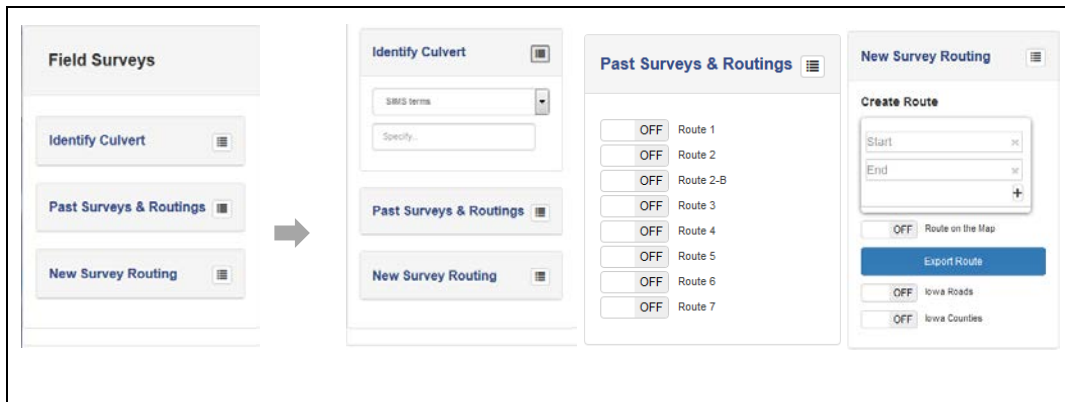 Field Surveys
Identify Culvert
Past Surveys & Routings
New Survey Routing
Identify Culvert
SIMS terms
Specify..
Past Surveys & Routings
New Survey Routing
Past Surveys & Routings
OFF Route 1
OFF Route 2
OFF Route 2-B
OFF Route 3
OFF Route 4
OFF Route 5
OFF Route 6
OFF Route 7
New Survey Routing
Create Route
Start
End
OFF Route on the Map
Export Route
OFF Iowa Roads
OFF Iowa Counties